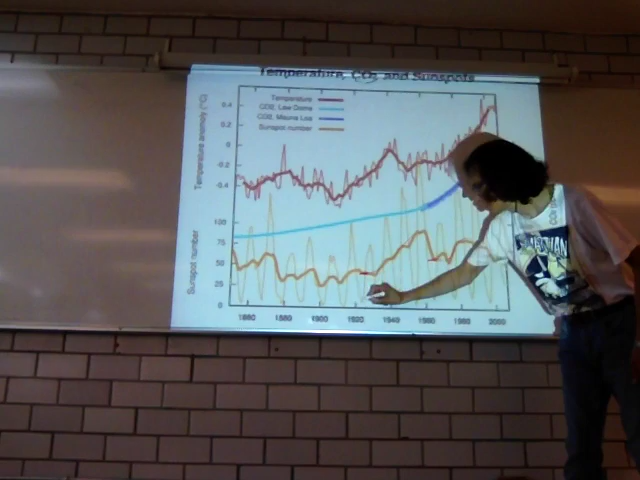 Temperature, CO₂ and Sunspots
Temperature
CO2, Law Dome
CO2, Mauna Loa
Sunspot number
Temperature anomaly (°C)
0.4
0.2
0
-0.2
-0.4
Sunspot number
100
75
50
25
0
1860 1880 1900 1920 1940 1960 1980 2000